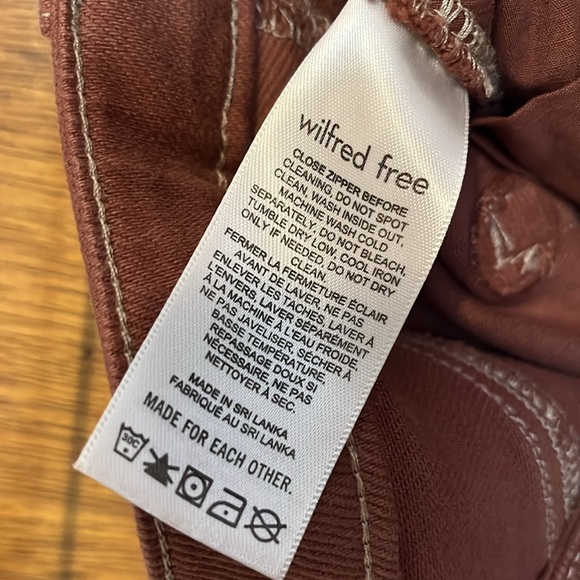 wilfred free
CLOSE ZIPPER BEFORE
CLEANING, DO NOT SPOT
CLEAN, WASH INSIDE OUT,
MACHINE WASH COLD
SEPARATELY, DO NOT BLEACH,
TUMBLE DRY LOW, COOL IRON
ONLY IF NEEDED, DO NOT DRY
CLEAN.
FERMER LA FERMETURE ÉCLAIR
AVANT DE LAVER, NE PAS
ENLEVER LES TACHES, LAVER À
L'ENVERS, LAVER SÉPARÉMENT
À LA MACHINE À L'EAU FROIDE,
NE PAS JAVELISER, SÉCHER À
BASSE TEMPÉRATURE,
REPASSAGE DOUX SI
NÉCESSAIRE, NE PAS
NETTOYER À SEC.
MADE IN SRI LANKA
FABRIQUÉ AU SRI LANKA
MADE FOR EACH OTHER.
30C